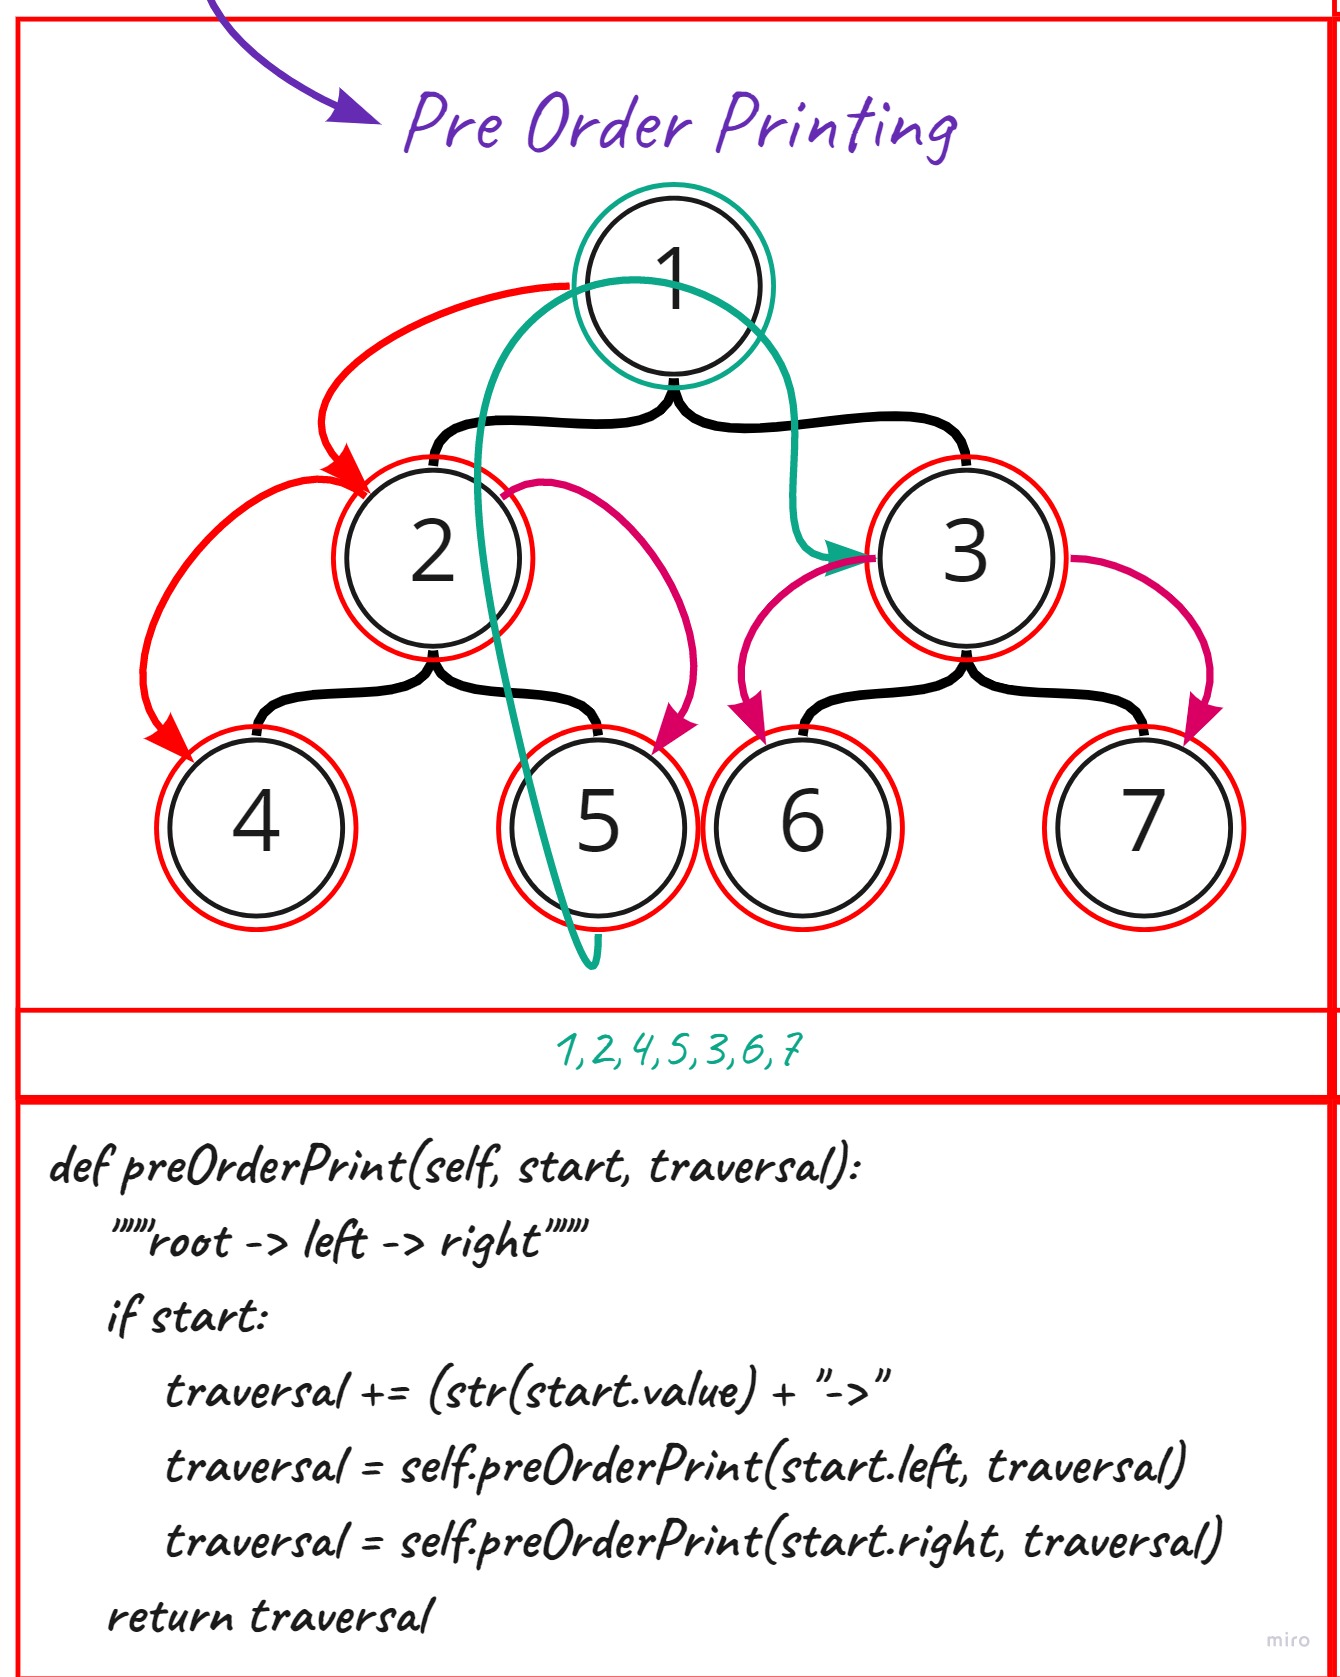 Pre Order Printing
1
2
3
4
5
6
7
1,2,4,5,3,6,7
def preOrderPrint(self, start, traversal):
"""root -> left -> right"""
if start:
traversal += (str(start.value) + "->"
traversal = self.preOrderPrint(start.left, traversal)
traversal = self.preOrderPrint(start.right, traversal)
return traversal
miro